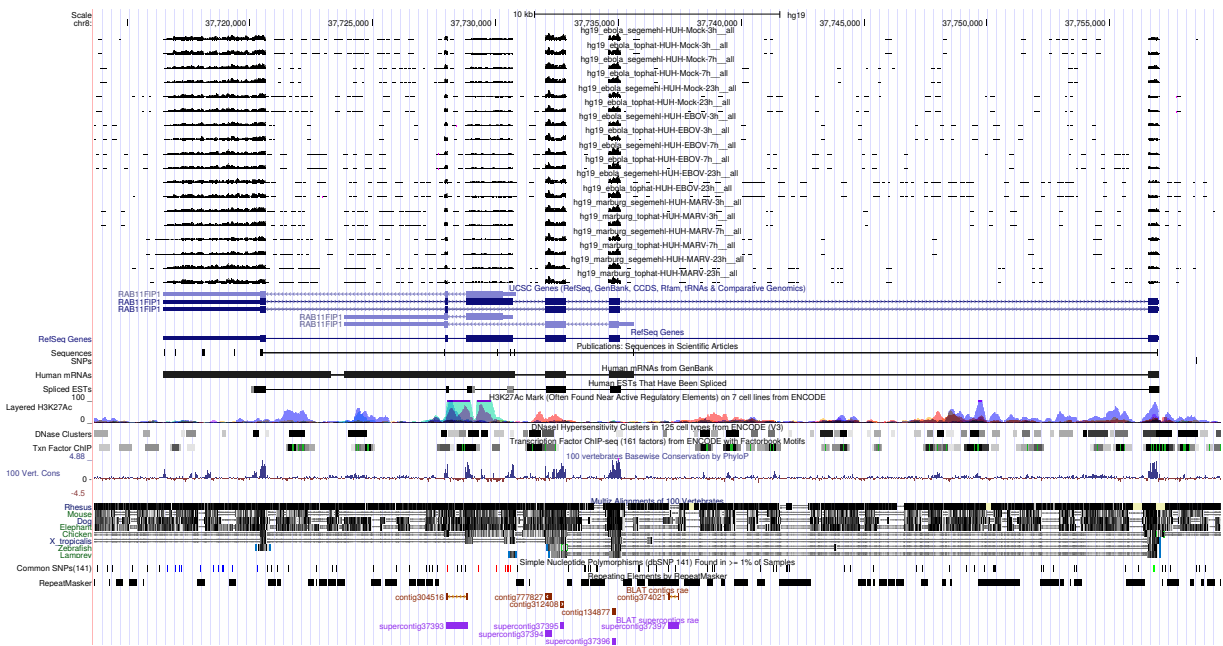 Scale 10 kb hg19
chr8: 37,720,000 37,725,000 37,730,000 37,735,000 37,740,000 37,745,000 37,750,000 37,755,000
hg19_ebola_segemehl-HUH-Mock-3h__all
hg19_ebola_tophat-HUH-Mock-3h__all
hg19_ebola_segemehl-HUH-Mock-7h__all
hg19_ebola_tophat-HUH-Mock-7h__all
hg19_ebola_segemehl-HUH-Mock-23h__all
hg19_ebola_tophat-HUH-Mock-23h__all
hg19_ebola_segemehl-HUH-EBOV-3h__all
hg19_ebola_tophat-HUH-EBOV-3h__all
hg19_ebola_segemehl-HUH-EBOV-7h__all
hg19_ebola_tophat-HUH-EBOV-7h__all
hg19_ebola_segemehl-HUH-EBOV-23h__all
hg19_ebola_tophat-HUH-EBOV-23h__all
hg19_marburg_segemehl-HUH-MARV-3h__all
hg19_marburg_tophat-HUH-MARV-3h__all
hg19_marburg_segemehl-HUH-MARV-7h__all
hg19_marburg_tophat-HUH-MARV-7h__all
hg19_marburg_segemehl-HUH-MARV-23h__all
hg19_marburg_tophat-HUH-MARV-23h__all
UCSC Genes (RefSeq, GenBank, CCDS, Rfam, tRNAs & Comparative Genomics)
RAB11FIP1
RAB11FIP1
RAB11FIP1
RAB11FIP1
RAB11FIP1
RefSeq Genes
RefSeq Genes
Publications: Sequences in Scientific Articles
Sequences
SNPs
Human mRNAs from GenBank
Human mRNAs
Human ESTs That Have Been Spliced
Spliced ESTs
100
H3K27Ac Mark (Often Found Near Active Regulatory Elements) on 7 cell lines from ENCODE
Layered H3K27Ac
0
DNaseI Hypersensitivity Clusters in 125 cell types from ENCODE (V3)
DNase Clusters
Transcription Factor ChIP-seq (161 factors) from ENCODE with Factorbook Motifs
Txn Factor ChIP
4.88
100 vertebrates Basewise Conservation by PhyloP
100 Vert. Cons
0
-4.5
Multiz Alignments of 100 Vertebrates
Rhesus
Mouse
Dog
Elephant
Chicken
X_tropicalis
Zebrafish
Lamprey
Simple Nucleotide Polymorphisms (dbSNP 141) Found in >= 1% of Samples
Common SNPs(141)
Repeating Elements by RepeatMasker
RepeatMasker
BLAT contigs rae
contig304516 contig777827 contig374021
contig312408
contig134877
BLAT supercontigs rae
supercontig37393 supercontig37395 supercontig37397
supercontig37394
supercontig37396